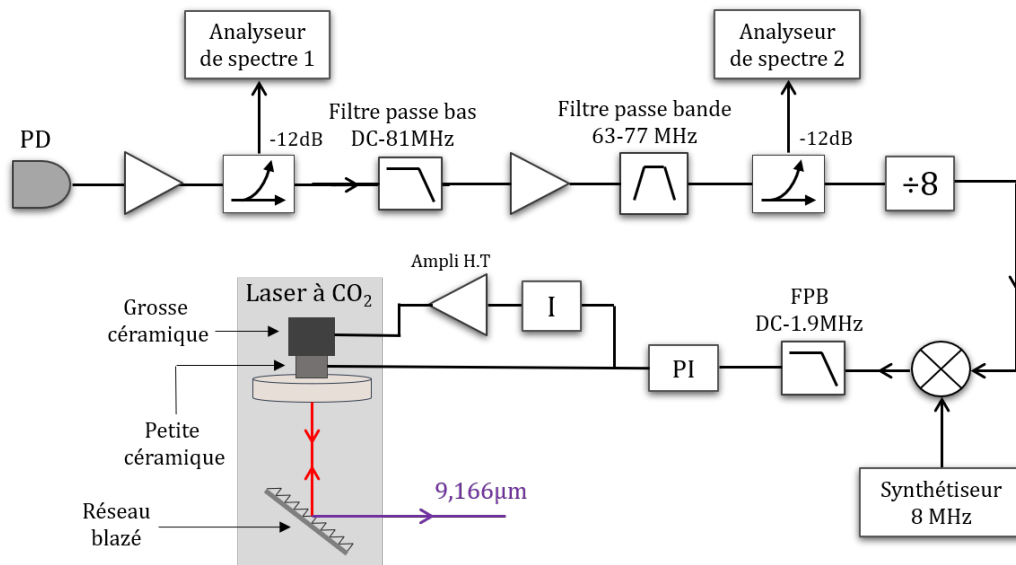 Analyseur
de spectre 1
Analyseur
de spectre 2
PD
-12dB
Filtre passe bas
DC-81MHz
Filtre passe bande
63-77 MHz
-12dB
÷8
Ampli H.T
Laser à CO₂
Grosse
céramique
I
FPB
DC-1.9MHz
PI
Petite
céramique
9,166µm
Réseau
blazé
Synthétiseur
8 MHz